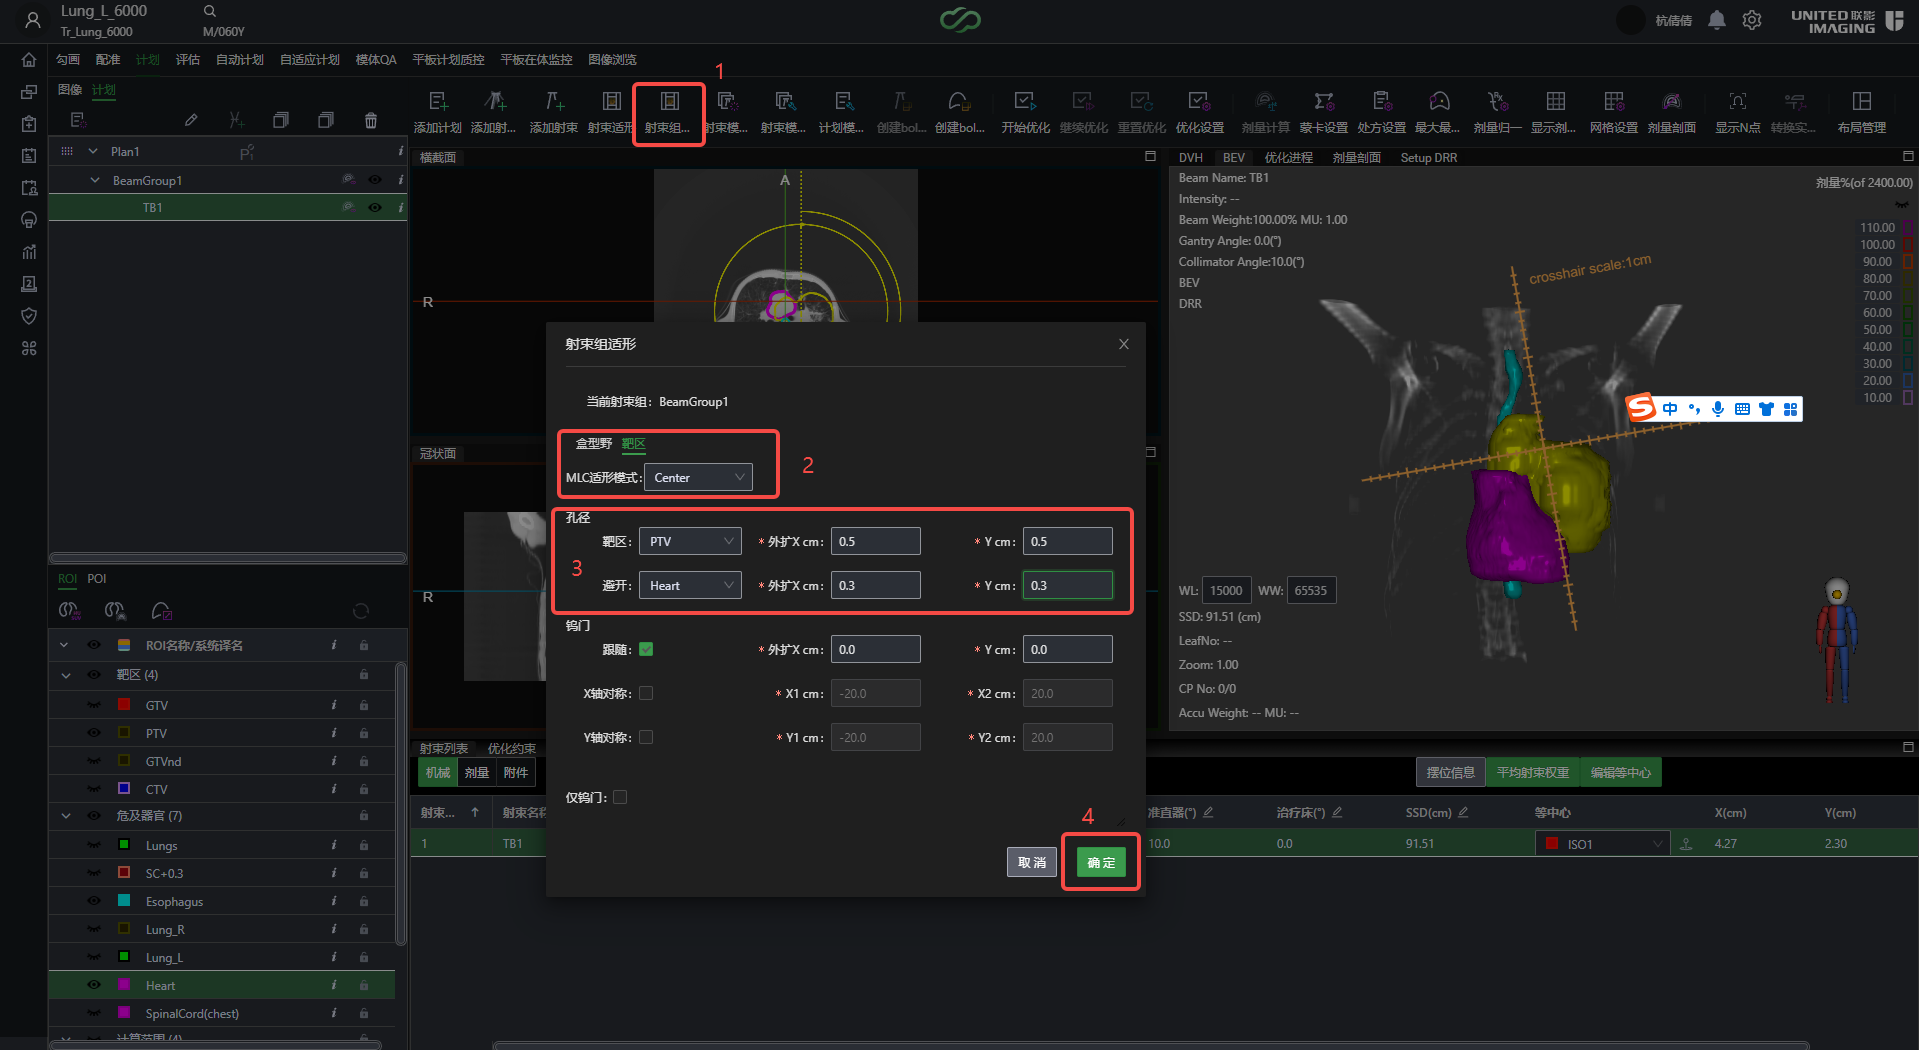 Lung_L_6000
Tr_Lung_6000
M/060Y
杭倩倩
UNITED 联影
IMAGING
勾画 配准 计划 评估 自动计划 自适应计划 模体QA 平板计划质控 平板在体监控 图像浏览
1
图像 计划
添加计划 添加射... 添加射束 射束适形 射束组... 射束模... 射束模... 计划模... 创建bol... 创建bol... 开始优化 继续优化 重置优化 优化设置 剂量计算 蒙卡设置 处方设置 最大最... 剂量归一 显示剂... 网格设置 剂量剖面 显示N点 转换实... 布局管理
Plan1
BeamGroup1
TB1
横截面
A
R
DVH BEV 优化进程 剂量剖面 Setup DRR
Beam Name: TB1
Intensity: --
Beam Weight:100.00% MU: 1.00
Gantry Angle: 0.0(°)
Collimator Angle:10.0(°)
BEV
DRR
crosshair scale:1cm
剂量%(of 2400.00)
110.00
100.00
90.00
80.00
70.00
60.00
50.00
40.00
30.00
20.00
10.00
中
WL: 15000 WW: 65535
SSD: 91.51 (cm)
LeafNo: --
Zoom: 1.00
CP No: 0/0
Accu Weight: -- MU: --
冠状面
R
射束组适形
当前射束组: BeamGroup1
盒型野 靶区
MLC适形模式: Center
2
孔径
靶区: PTV * 外扩X cm: 0.5 * Y cm: 0.5
3
避开: Heart * 外扩X cm: 0.3 * Y cm: 0.3
钨门
跟随: * 外扩X cm: 0.0 * Y cm: 0.0
X轴对称: * X1 cm: -20.0 * X2 cm: 20.0
Y轴对称: * Y1 cm: -20.0 * Y2 cm: 20.0
仅钨门:
4
取消 确定
ROI POI
ROI名称/系统译名
靶区 (4)
GTV
PTV
GTVnd
CTV
危及器官 (7)
Lungs
SC+0.3
Esophagus
Lung_R
Lung_L
Heart
SpinalCord(chest)
计算范围 (4)
射束列表 优化约束
机械 剂量 附件
摆位信息 平均射束权重 编辑等中心
射束... 射束名称 准直器(°) 治疗床(°) SSD(cm) 等中心 X(cm) Y(cm)
1 TB1 10.0 0.0 91.51 ISO1 4.27 2.30